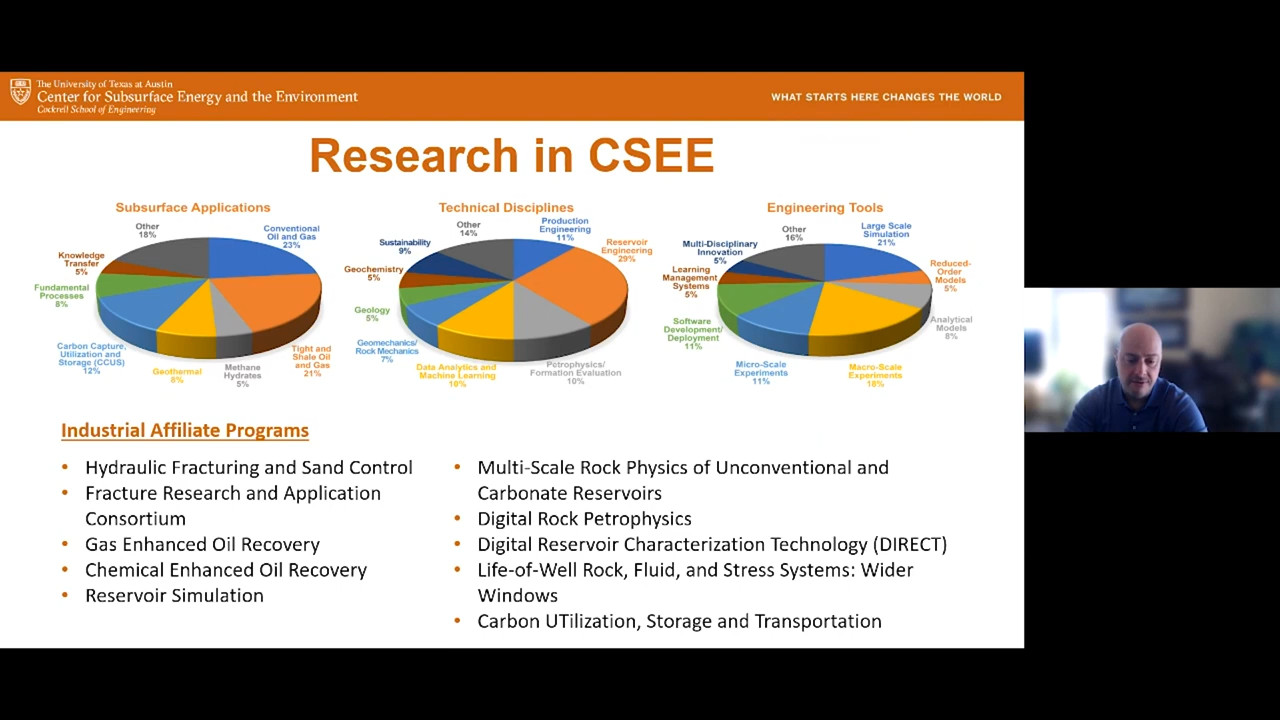 The University of Texas at Austin
Center for Subsurface Energy and the Environment
Cockrell School of Engineering
WHAT STARTS HERE CHANGES THE WORLD
Research in CSEE
Subsurface Applications
Other
18%
Conventional
Oil and Gas
23%
Knowledge
Transfer
5%
Fundamental
Processes
8%
Carbon Capture,
Utilization and
Storage (CCUS)
12%
Geothermal
8%
Methane
Hydrates
5%
Tight and
Shale Oil
and Gas
21%
Technical Disciplines
Other
14%
Production
Engineering
11%
Sustainability
9%
Reservoir
Engineering
29%
Geochemistry
5%
Geology
5%
Geomechanics/
Rock Mechanics
7%
Data Analytics and
Machine Learning
10%
Petrophysics/
Formation Evaluation
10%
Engineering Tools
Other
16%
Large Scale
Simulation
21%
Multi-Disciplinary
Innovation
5%
Reduced-
Order
Models
5%
Learning
Management
Systems
5%
Analytical
Models
8%
Software
Development/
Deployment
11%
Micro-Scale
Experiments
11%
Macro-Scale
Experiments
18%
Industrial Affiliate Programs
• Hydraulic Fracturing and Sand Control
• Fracture Research and Application
Consortium
• Gas Enhanced Oil Recovery
• Chemical Enhanced Oil Recovery
• Reservoir Simulation
• Multi-Scale Rock Physics of Unconventional and
Carbonate Reservoirs
• Digital Rock Petrophysics
• Digital Reservoir Characterization Technology (DIRECT)
• Life-of-Well Rock, Fluid, and Stress Systems: Wider
Windows
• Carbon UTilization, Storage and Transportation